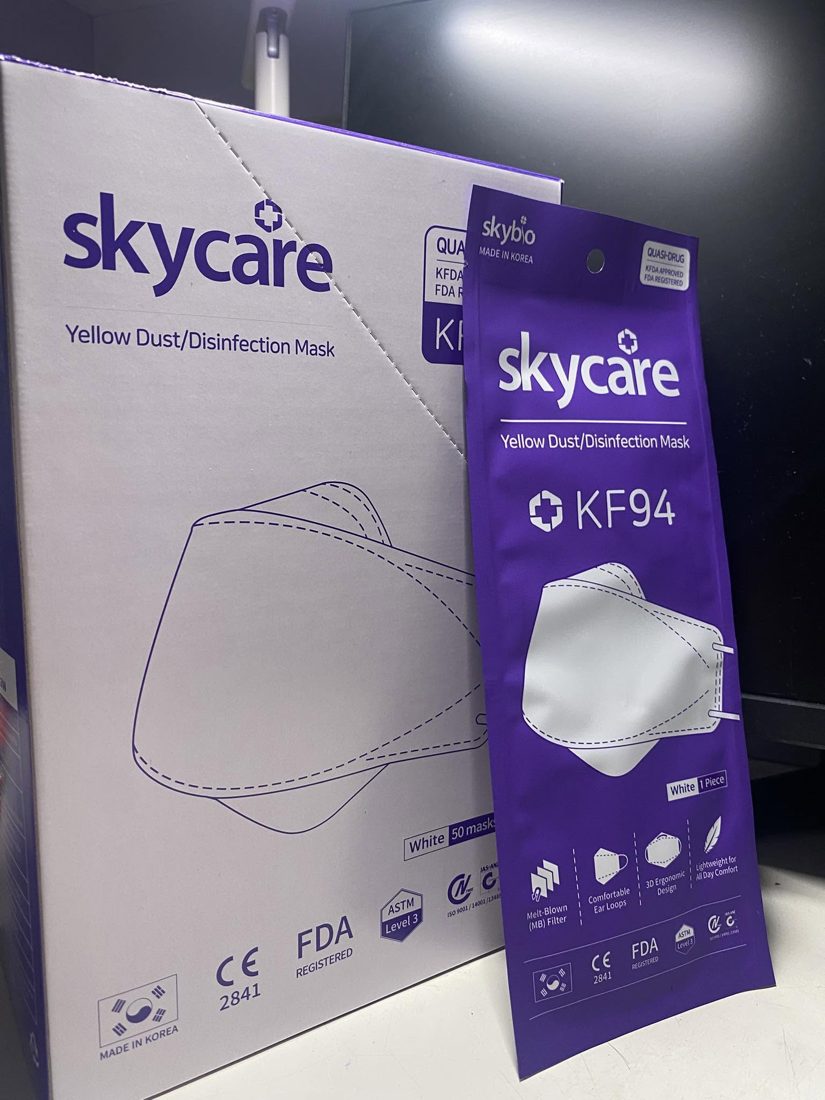 skycare
Yellow Dust/Disinfection Mask
KFDA
White 50 masks
MADE IN KOREA
CE
2841
FDA
REGISTERED
ASTM
Level 3
skybio
MADE IN KOREA
QUASI-DRUG
KFDA APPROVED
FDA REGISTERED
skycare
Yellow Dust/Disinfection Mask
KF94
White 1 Piece
Melt-Blown
(MB) Filter
Comfortable
Ear Loops
3D Ergonomic
Design
Lightweight for
All Day Comfort
CE
2841
FDA
REGISTERED
ASTM
Level 3